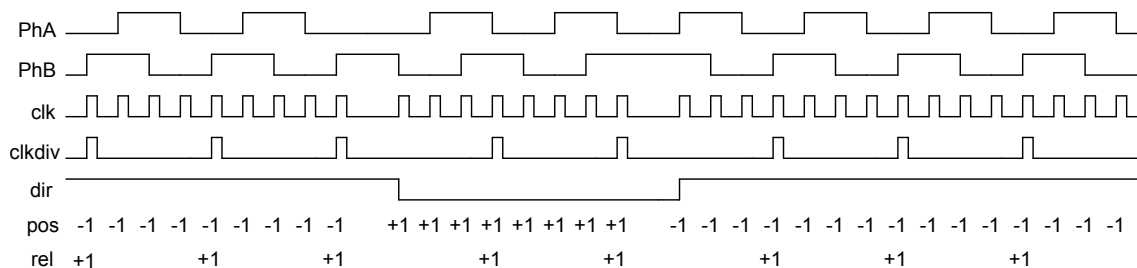 PhA
PhB
clk
clkdiv
dir
pos -1 -1 -1 -1 -1 -1 -1 -1 -1 +1 +1 +1 +1 +1 +1 +1 +1 -1 -1 -1 -1 -1 -1 -1 -1 -1 -1 -1 -1 -1 -1 -1
rel +1 +1 +1 +1 +1 +1 +1 +1